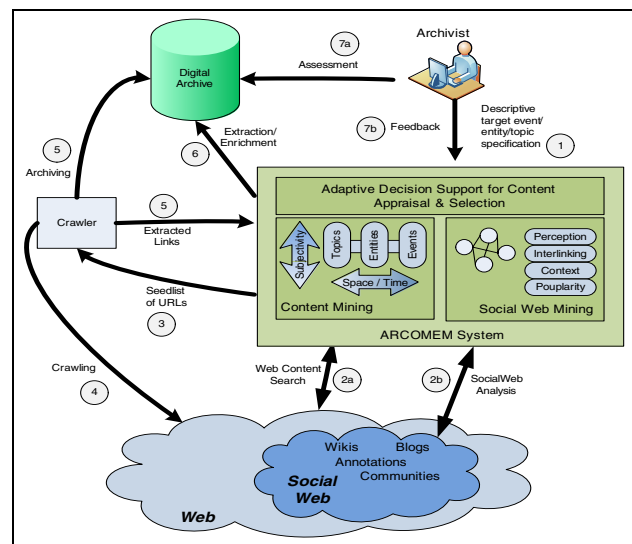 Archivist
7a
Assessment
Digital
Archive
7b
Feedback
Descriptive
target event/
entity/topic
specification
1
Extraction/
Enrichment
6
5
Archiving
Crawler
5
Extracted
Links
Seedlist
of URLs
3
Adaptive Decision Support for Content
Appraisal & Selection
Subjectivity
Topics
Entities
Events
Space / Time
Content Mining
Perception
Interlinking
Context
Pouplarity
Social Web Mining
ARCOMEM System
Crawling
4
Web Content
Search
2a
2b
SocialWeb
Analysis
Wikis
Blogs
Annotations
Communities
Social
Web
Web